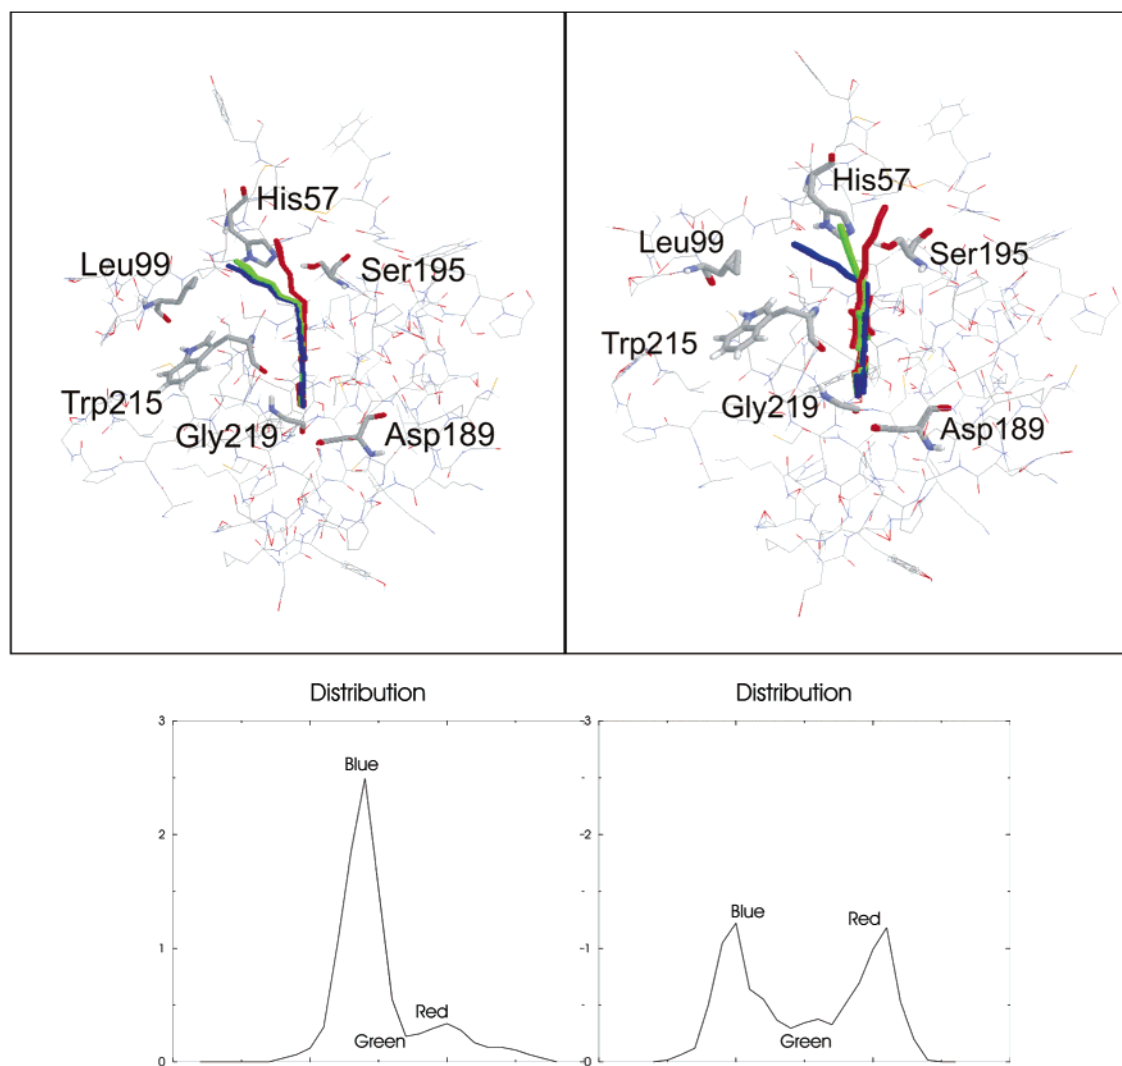 His57
Leu99
Ser195
Trp215
Gly219
Asp189
His57
Leu99
Ser195
Trp215
Gly219
Asp189
Distribution
3
Blue
2
1
Red
Green
0
Distribution
-3
-2
Blue
Red
-1
Green
-0